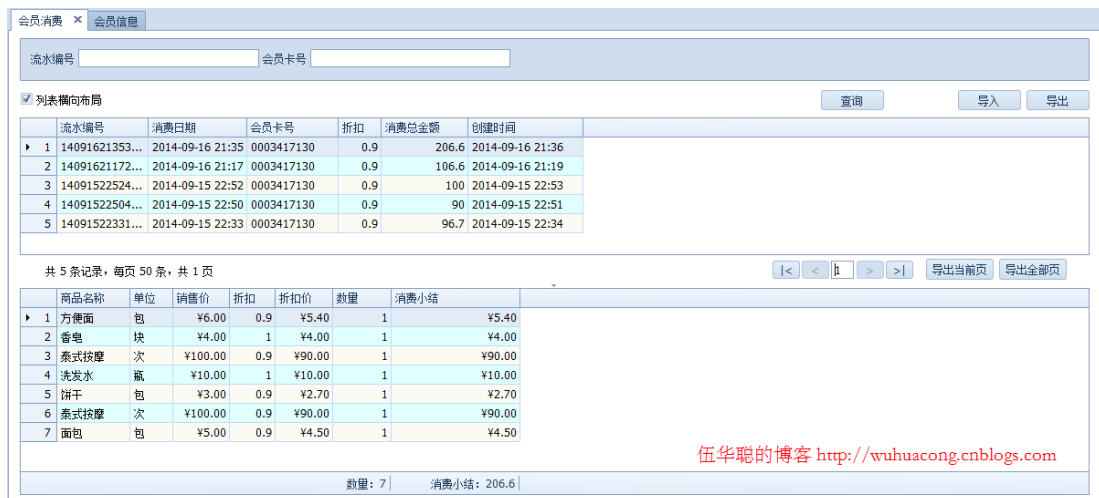 会员消费 × 会员信息
流水编号 会员卡号
列表横向布局 查询 导入 导出
流水编号 消费日期 会员卡号 折扣 消费总金额 创建时间
1 14091621353... 2014-09-16 21:35 0003417130 0.9 206.6 2014-09-16 21:36
2 14091621172... 2014-09-16 21:17 0003417130 0.9 106.6 2014-09-16 21:19
3 14091522524... 2014-09-15 22:52 0003417130 0.9 100 2014-09-15 22:53
4 14091522504... 2014-09-15 22:50 0003417130 0.9 90 2014-09-15 22:51
5 14091522331... 2014-09-15 22:33 0003417130 0.9 96.7 2014-09-15 22:34
共 5 条记录，每页 50 条，共 1 页 |< < 1 > >| 导出当前页 导出全部页
商品名称 单位 销售价 折扣 折扣价 数量 消费小结
1 方便面 包 ¥6.00 0.9 ¥5.40 1 ¥5.40
2 香皂 块 ¥4.00 1 ¥4.00 1 ¥4.00
3 泰式按摩 次 ¥100.00 0.9 ¥90.00 1 ¥90.00
4 洗发水 瓶 ¥10.00 1 ¥10.00 1 ¥10.00
5 饼干 包 ¥3.00 0.9 ¥2.70 1 ¥2.70
6 泰式按摩 次 ¥100.00 0.9 ¥90.00 1 ¥90.00
7 面包 包 ¥5.00 0.9 ¥4.50 1 ¥4.50
伍华聪的博客 http://wuhuacong.cnblogs.com
数量: 7 消费小结: 206.6